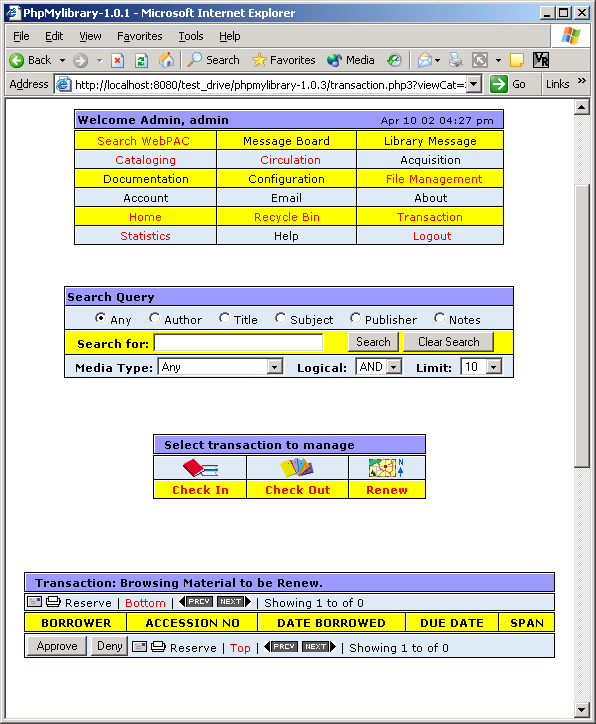 PhpMylibrary-1.0.1 - Microsoft Internet Explorer
File Edit View Favorites Tools Help
Back Search Favorites Media
Address http://localhost:8080/test_drive/phpmylibrary-1.0.3/transaction.php3?viewCat= Go Links »
Welcome Admin, admin Apr 10 02 04:27 pm
Search WebPAC Message Board Library Message
Cataloging Circulation Acquisition
Documentation Configuration File Management
Account Email About
Home Recycle Bin Transaction
Statistics Help Logout
Search Query
Any Author Title Subject Publisher Notes
Search for: Search Clear Search
Media Type: Any Logical: AND Limit: 10
Select transaction to manage
N
Check In Check Out Renew
Transaction: Browsing Material to be Renew.
Reserve | Bottom | PREV NEXT | Showing 1 to of 0
BORROWER ACCESSION NO DATE BORROWED DUE DATE SPAN
Approve Deny Reserve | Top | PREV NEXT | Showing 1 to of 0